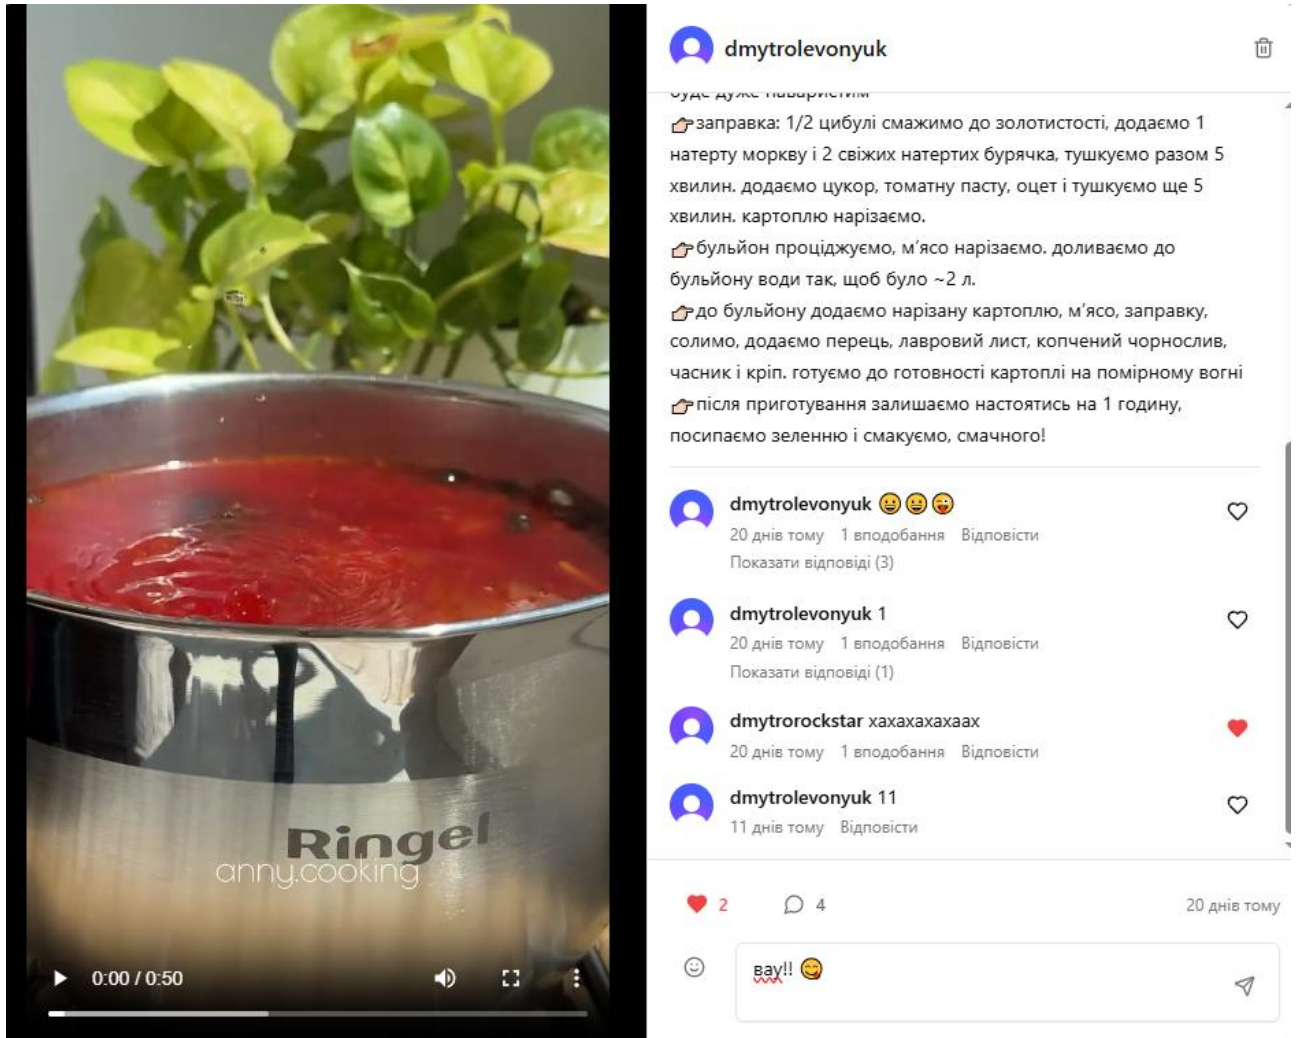 dmytrolevonyuk
буде дуже наваристим
👉🏻заправка: 1/2 цибулі смажимо до золотистості, додаємо 1
натерту моркву і 2 свіжих натертих бурячка, тушкуємо разом 5
хвилин. додаємо цукор, томатну пасту, оцет і тушкуємо ще 5
хвилин. картоплю нарізаємо.
👉🏻бульйон проціджуємо, м'ясо нарізаємо. доливаємо до
бульйону води так, щоб було ~2 л.
👉🏻до бульйону додаємо нарізану картоплю, м'ясо, заправку,
солимо, додаємо перець, лавровий лист, копчений чорнослив,
часник і кріп. готуємо до готовності картоплі на помірному вогні
👉🏻після приготування залишаємо настоятись на 1 годину,
посипаємо зеленню і смакуємо, смачного!
dmytrolevonyuk 😀😀😜
20 днів тому 1 вподобання Відповісти
Показати відповіді (3)
dmytrolevonyuk 1
20 днів тому 1 вподобання Відповісти
Показати відповіді (1)
dmytrorockstar хахахахахаах
20 днів тому 1 вподобання Відповісти
dmytrolevonyuk 11
11 днів тому Відповісти
2 4 20 днів тому
вау!! 😋
Ringel
anny.cooking
0:00 / 0:50